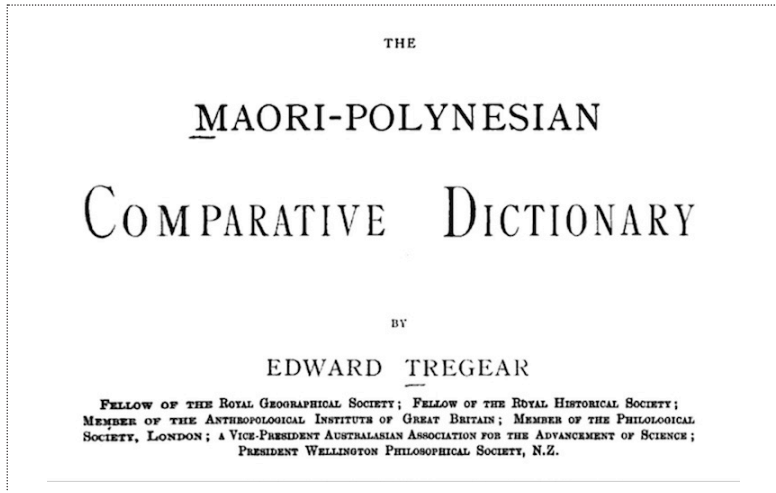 THE
MAORI-POLYNESIAN
COMPARATIVE DICTIONARY
BY
EDWARD TREGEAR
FELLOW OF THE ROYAL GEOGRAPHICAL SOCIETY; FELLOW OF THE ROYAL HISTORICAL SOCIETY;
MEMBER OF THE ANTHROPOLOGICAL INSTITUTE OF GREAT BRITAIN; MEMBER OF THE PHILOLOGICAL
SOCIETY, LONDON; A VICE-PRESIDENT AUSTRALASIAN ASSOCIATION FOR THE ADVANCEMENT OF SCIENCE;
PRESIDENT WELLINGTON PHILOSOPHICAL SOCIETY, N.Z.